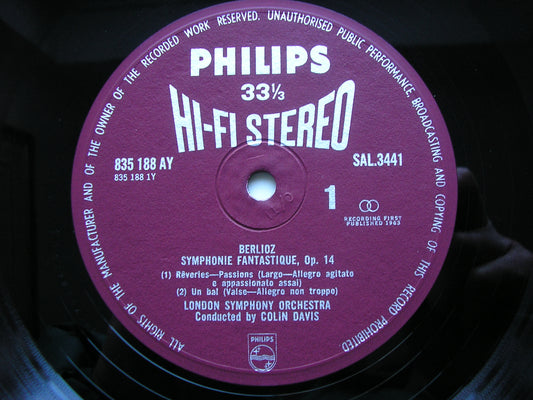 ALL RIGHTS OF THE MANUFACTURER AND OF THE OWNER OF THE RECORDED WORK RESERVED. UNAUTHORISED PUBLIC PERFORMANCE, BROADCASTING AND COPYING OF THIS RECORD PROHIBITED
PHILIPS
33⅓
HI-FI STEREO
835 188 AY
SAL.3441
835 188 1Y
1
RECORDING FIRST
PUBLISHED 1963
BERLIOZ
SYMPHONIE FANTASTIQUE, Op. 14
(1) Rêveries—Passions (Largo—Allegro agitato
e appassionato assai)
(2) Un bal (Valse—Allegro non troppo)
LONDON SYMPHONY ORCHESTRA
Conducted by COLIN DAVIS
PHILIPS